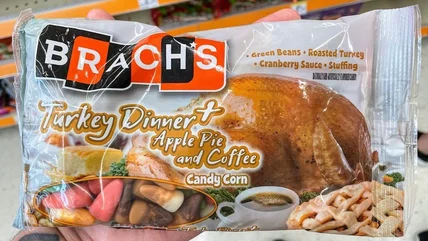 BRACH'S
• Green Beans • Roasted Turkey
• Cranberry Sauce • Stuffing
Turkey Dinner +
Apple Pie
and Coffee
Candy Corn